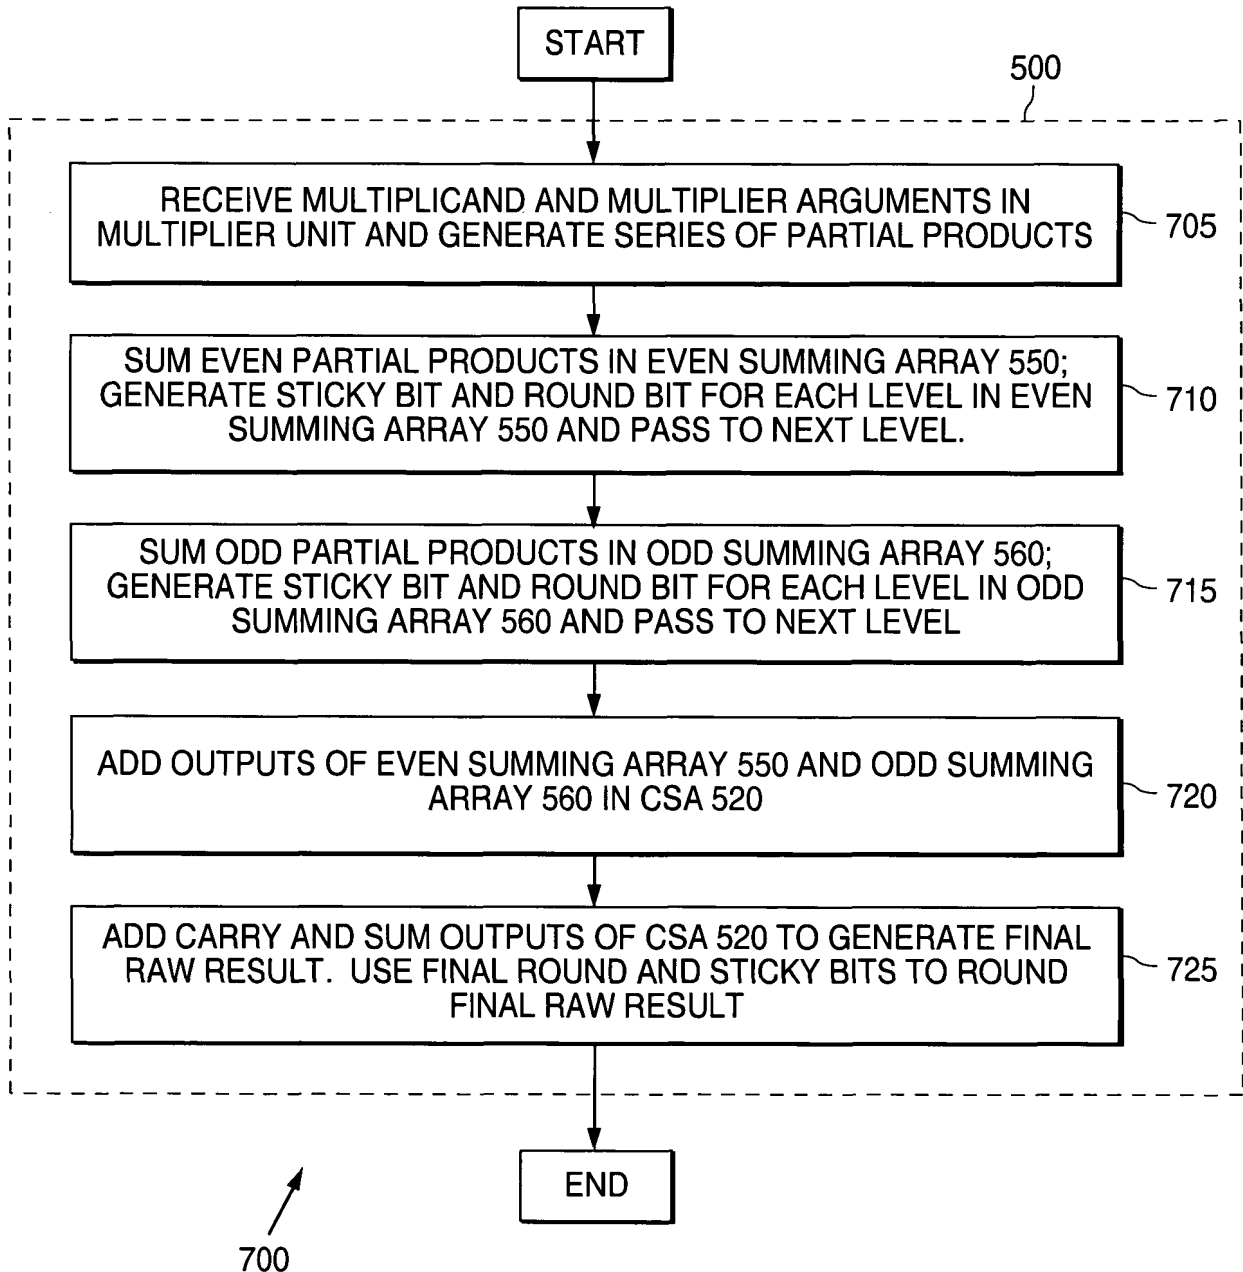 START
500
RECEIVE MULTIPLICAND AND MULTIPLIER ARGUMENTS IN
MULTIPLIER UNIT AND GENERATE SERIES OF PARTIAL PRODUCTS
705
SUM EVEN PARTIAL PRODUCTS IN EVEN SUMMING ARRAY 550;
GENERATE STICKY BIT AND ROUND BIT FOR EACH LEVEL IN EVEN
SUMMING ARRAY 550 AND PASS TO NEXT LEVEL.
710
SUM ODD PARTIAL PRODUCTS IN ODD SUMMING ARRAY 560;
GENERATE STICKY BIT AND ROUND BIT FOR EACH LEVEL IN ODD
SUMMING ARRAY 560 AND PASS TO NEXT LEVEL
715
ADD OUTPUTS OF EVEN SUMMING ARRAY 550 AND ODD SUMMING
ARRAY 560 IN CSA 520
720
ADD CARRY AND SUM OUTPUTS OF CSA 520 TO GENERATE FINAL
RAW RESULT. USE FINAL ROUND AND STICKY BITS TO ROUND
FINAL RAW RESULT
725
END
700